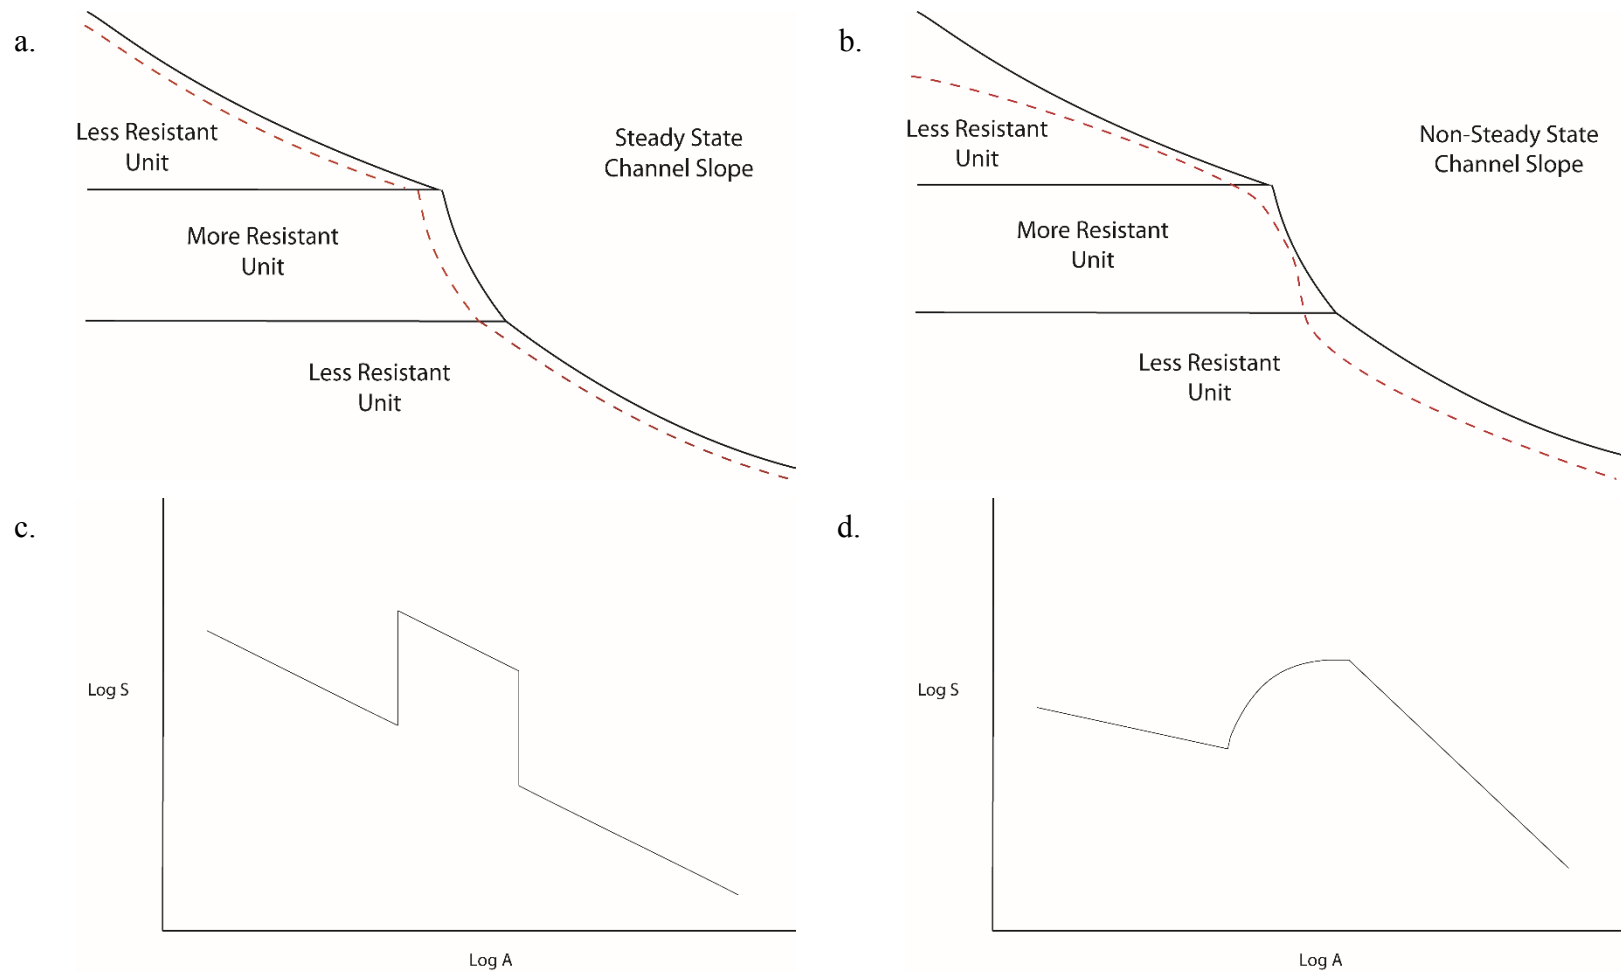 a.
Less Resistant
Unit
Steady State
Channel Slope
More Resistant
Unit
Less Resistant
Unit
b.
Less Resistant
Unit
Non-Steady State
Channel Slope
More Resistant
Unit
Less Resistant
Unit
c.
Log S
Log A
d.
Log S
Log A